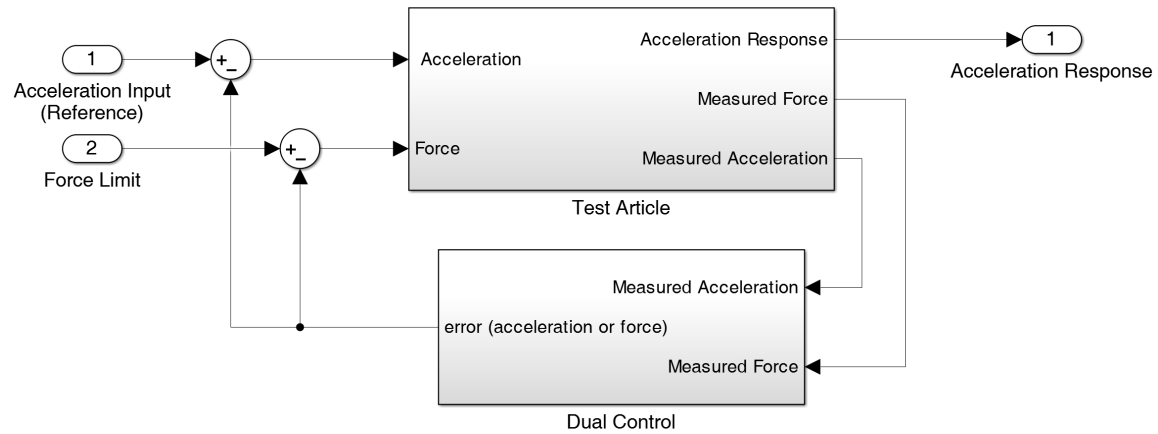 1
Acceleration Input
(Reference)
2
Force Limit
+
−
+
−
Acceleration
Force
Acceleration Response
Measured Force
Measured Acceleration
Test Article
1
Acceleration Response
Measured Acceleration
error (acceleration or force)
Measured Force
Dual Control